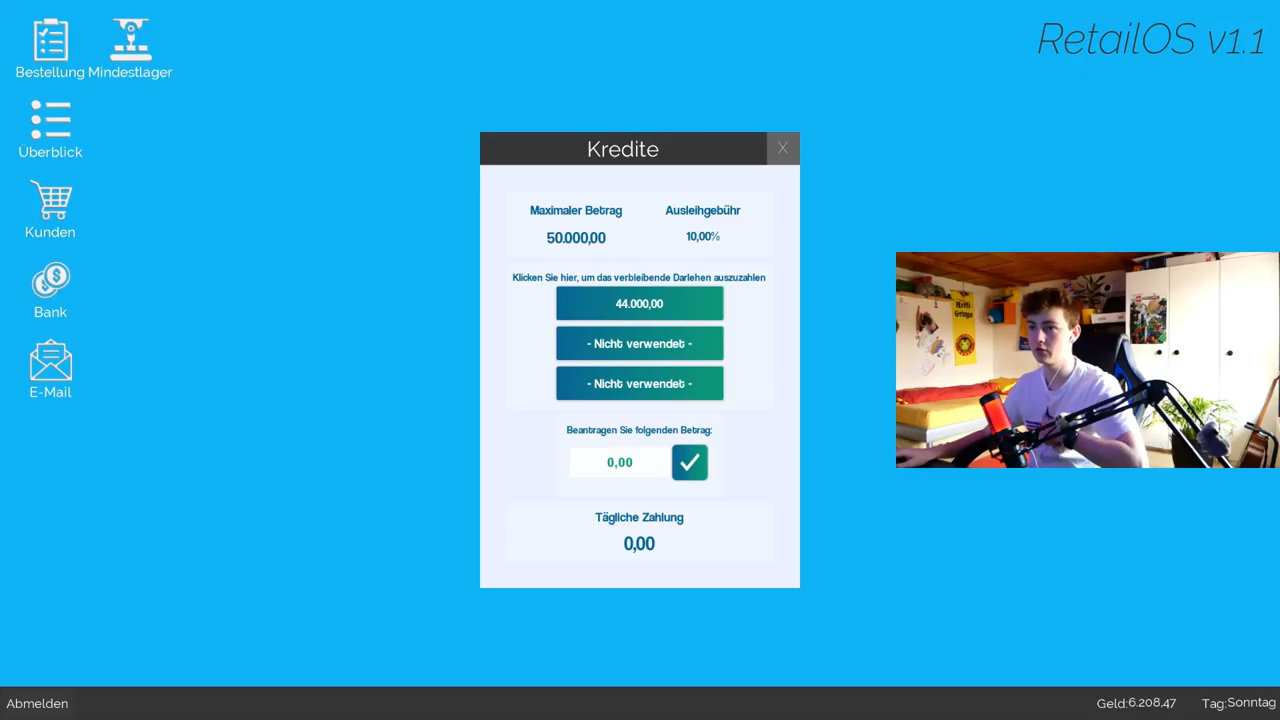 RetailOS v1.1
Bestellung
Mindestlager
Überblick
Kunden
Bank
E-Mail
Kredite
X
Maximaler Betrag
Ausleihgebühr
50.000,00
10,00%
Klicken Sie hier, um das verbleibende Darlehen auszuzahlen
44.000,00
- Nicht verwendet -
- Nicht verwendet -
Beantragen Sie folgenden Betrag:
0,00
Tägliche Zahlung
0,00
Abmelden
Geld:6.208,47
Tag:Sonntag